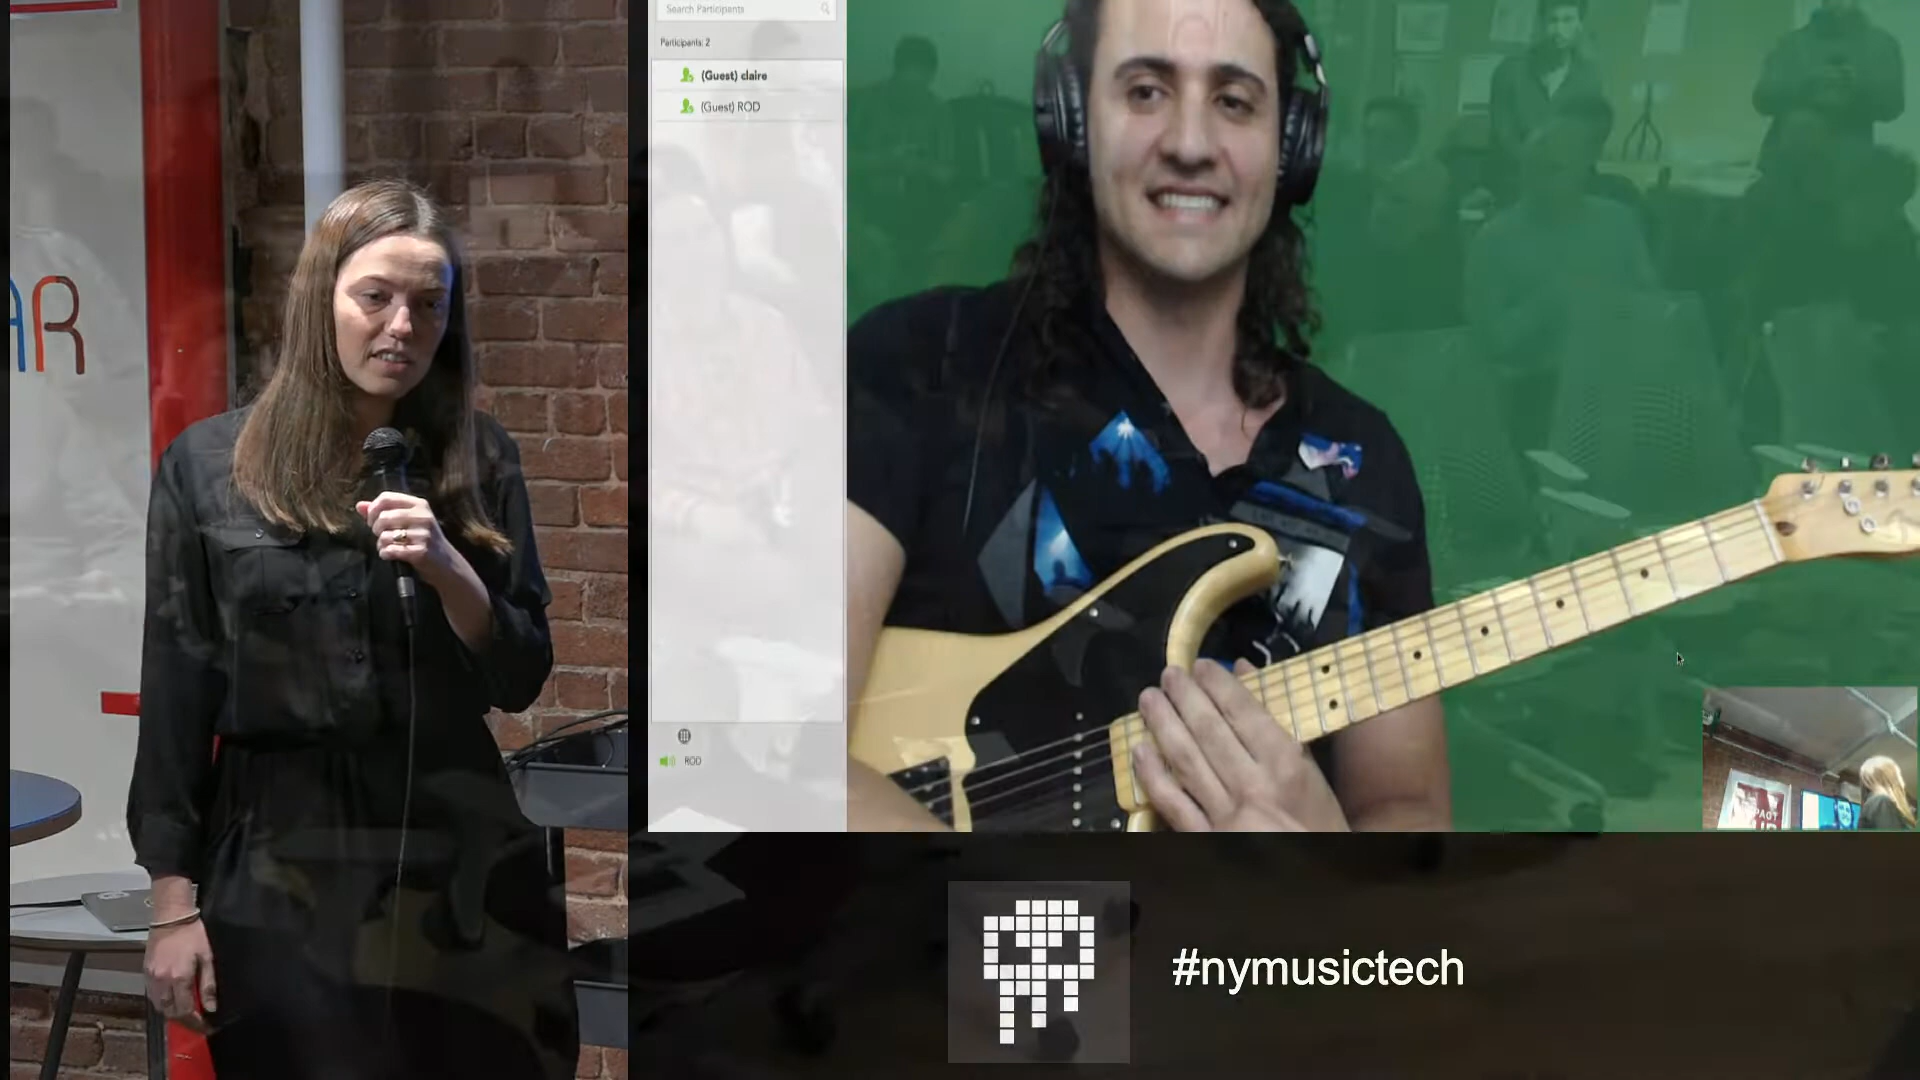 AR
Search Participants
Participants: 2
(Guest) claire
(Guest) ROD
ROD
#nymusictech